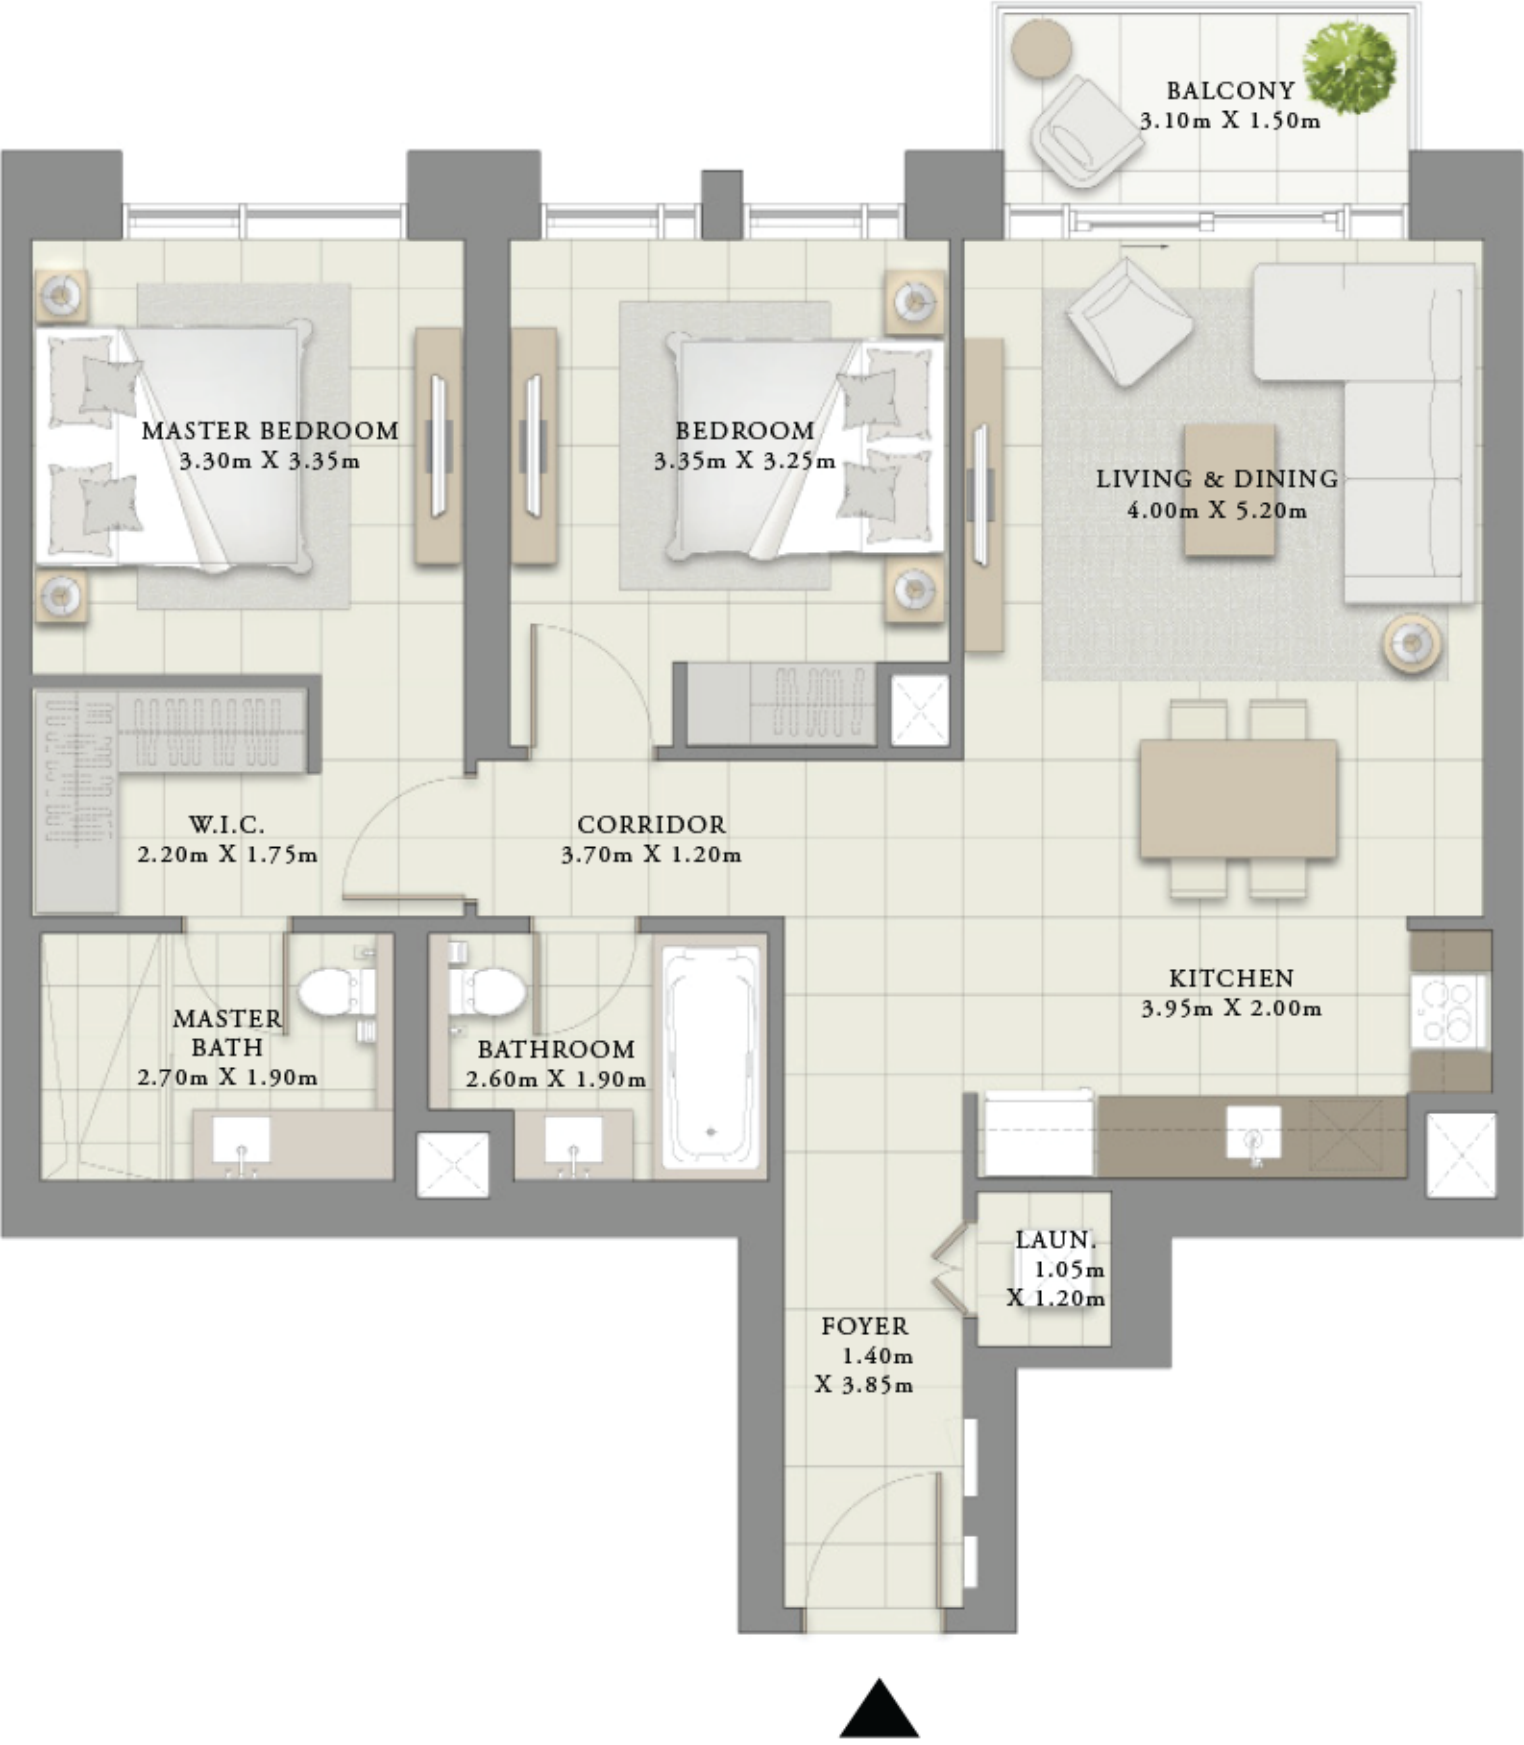 BALCONY
3.10m X 1.50m
MASTER BEDROOM
3.30m X 3.35m
BEDROOM
3.35m X 3.25m
LIVING & DINING
4.00m X 5.20m
W.I.C.
2.20m X 1.75m
CORRIDOR
3.70m X 1.20m
KITCHEN
3.95m X 2.00m
MASTER
BATH
2.70m X 1.90m
BATHROOM
2.60m X 1.90m
LAUN.
1.05m
X 1.20m
FOYER
1.40m
X 3.85m